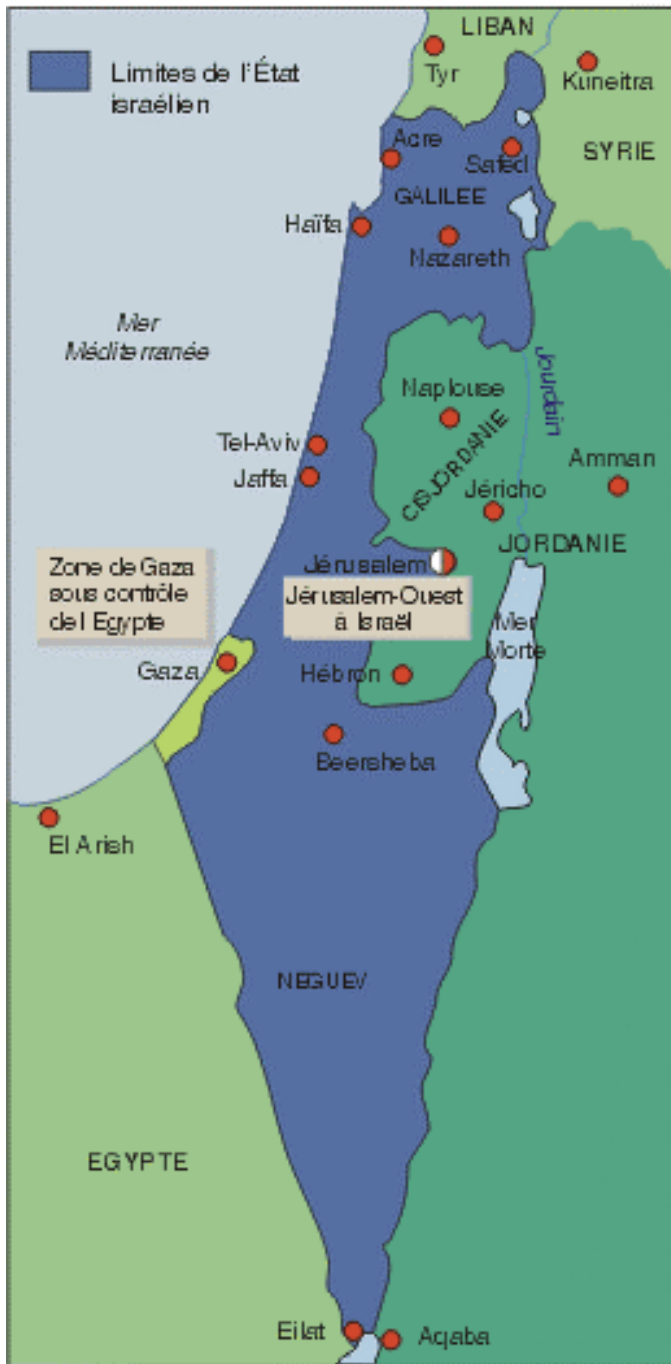 LIBAN
Limites de l'État
israélien
Tyr
Kuneitra
Acre
Safed
SYRIE
GALILEE
Haïfa
Nazareth
Mer
Méditerranée
Jourdain
Naplouse
CISJORDANIE
Tel-Aviv
Jaffa
Amman
Jéricho
JORDANIE
Zone de Gaza
sous contrôle
de l Egypte
Jérusalem
Jérusalem-Ouest
à Israël
Mer
Morte
Gaza
Hébron
Beersheba
El Arish
NEGUEV
EGYPTE
Eilat
Aqaba